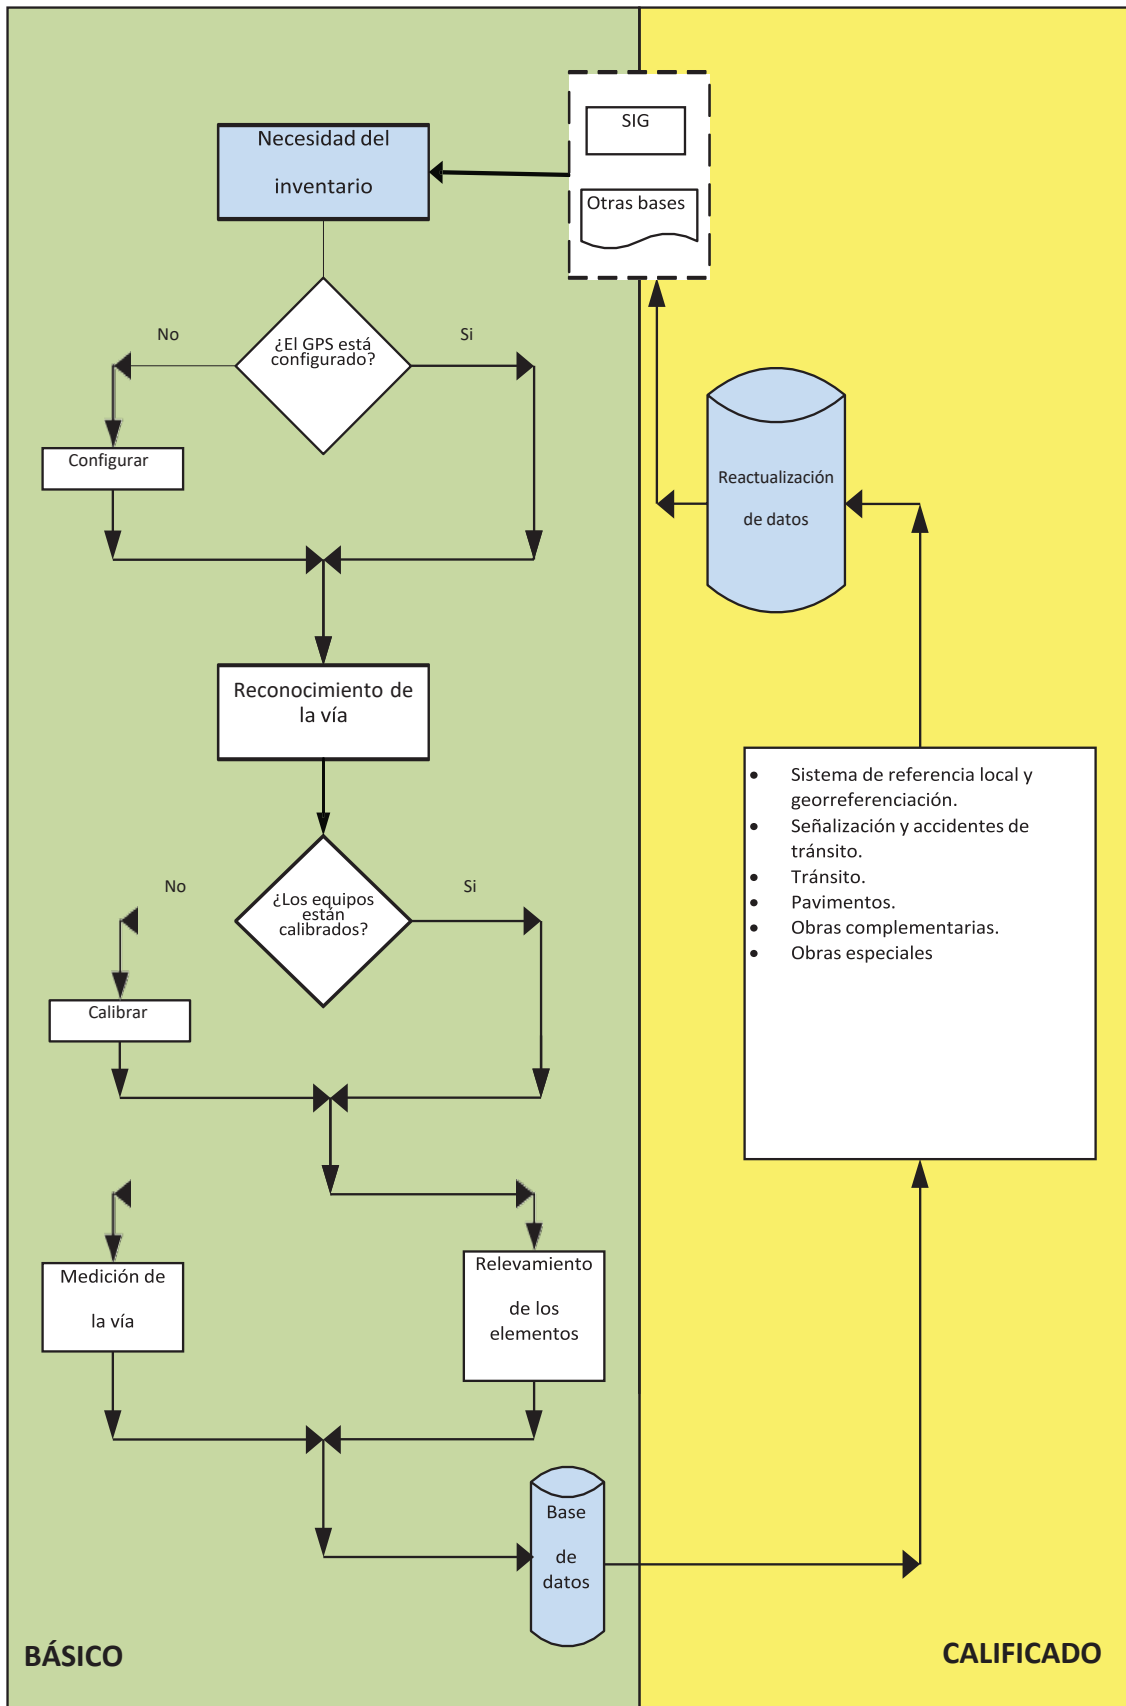 SIG
Necesidad del
inventario
Otras bases
No
¿El GPS está
configurado?
Si
Configurar
Reactualización
de datos
Reconocimiento de
la vía
Sistema de referencia local y
georreferenciación.
Señalización y accidentes de
tránsito.
Tránsito.
Pavimentos.
Obras complementarias.
Obras especiales
No
¿Los equipos
están
calibrados?
Si
Calibrar
Medición de
la vía
Relevamiento
de los
elementos
Base
de
datos
BÁSICO
CALIFICADO